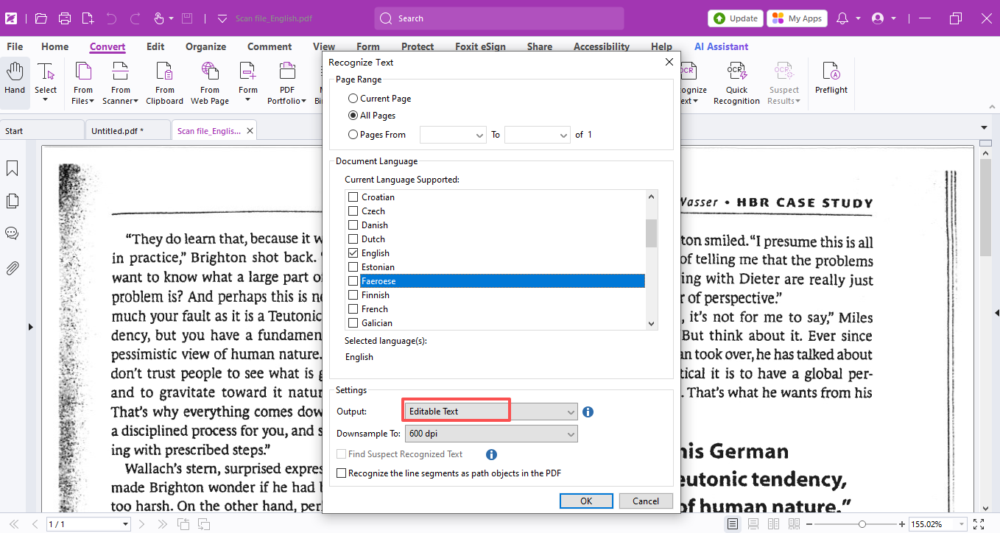 Scan file_English.pdf
Search
Update
My Apps
File Home Convert Edit Organize Comment View Form Protect Foxit eSign Share Accessibility Help AI Assistant
Hand
Select
From Files
From Scanner
From Clipboard
From Web Page
Form
PDF Portfolio
OCR
OCR
OCR
Quick Recognition
Suspect Results
Preflight
Start
Untitled.pdf *
Scan file_Englis...
Recognize Text
Page Range
Current Page
All Pages
Pages From To of 1
Document Language
Current Language Supported:
Croatian
Czech
Danish
Dutch
English
Estonian
Faeroese
Finnish
French
Galician
Selected language(s):
English
Settings
Output: Editable Text
Downsample To: 600 dpi
Find Suspect Recognized Text
Recognize the line segments as path objects in the PDF
OK
Cancel
“They do learn that, because it
in practice,” Brighton shot back.
want to know what a large part
problem is? And perhaps this is
much your fault as it is a Teutonic
dency, but you have a
pessimistic view of human nature.
don’t trust people to see what is
and to gravitate toward it
That’s why everything comes
a disciplined process for you, and
ing with prescribed steps.”
Wallach’s stern, surprised
made Brighton wonder if he had
too harsh. On the other hand,
Wasser • HBR CASE STUDY
ton smiled. “I presume this is all
of telling me that the problems
ing with Dieter are really just
r of perspective.”
, it’s not for me to say,” Miles
But think about it. Ever since
an took over, he has talked about
tical it is to have a global per-
. That’s what he wants from his
his German
eutonic tendency,
of human nature.”
1 / 1
155.02%